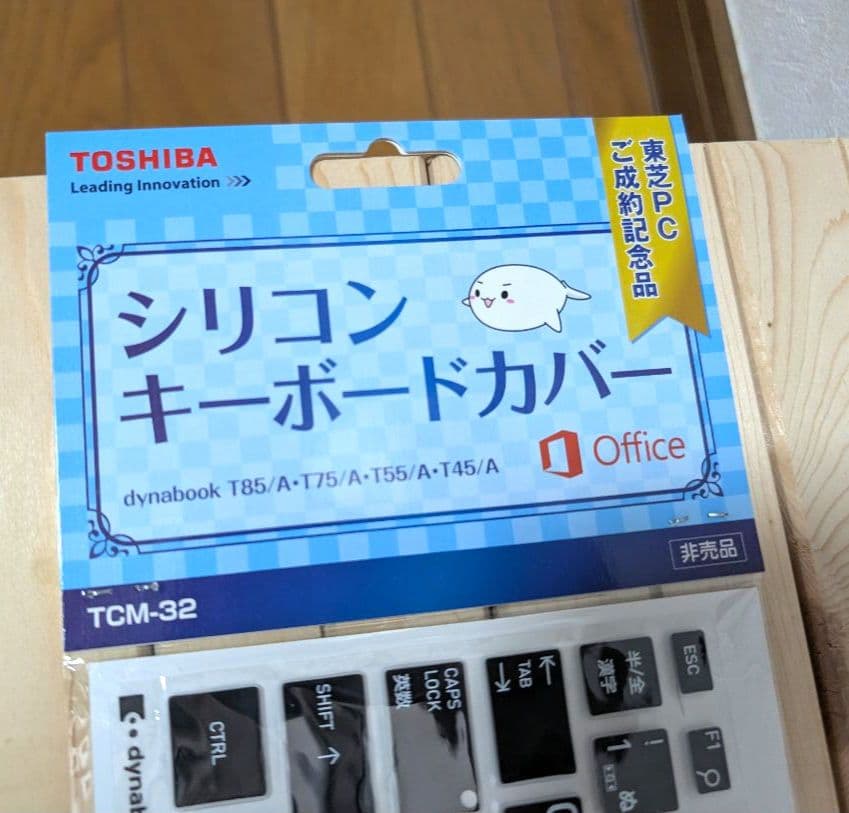 TOSHIBA
Leading Innovation >>>
東芝PC
ご成約記念品
シリコン
キーボードカバー
Office
dynabook T85/A・T75/A・T55/A・T45/A
非売品
TCM-32
CTRL
SHIFT ↑
CAPS
LOCK
英数
TAB
半/全
漢字
ESC
!
1
ぬ
F1